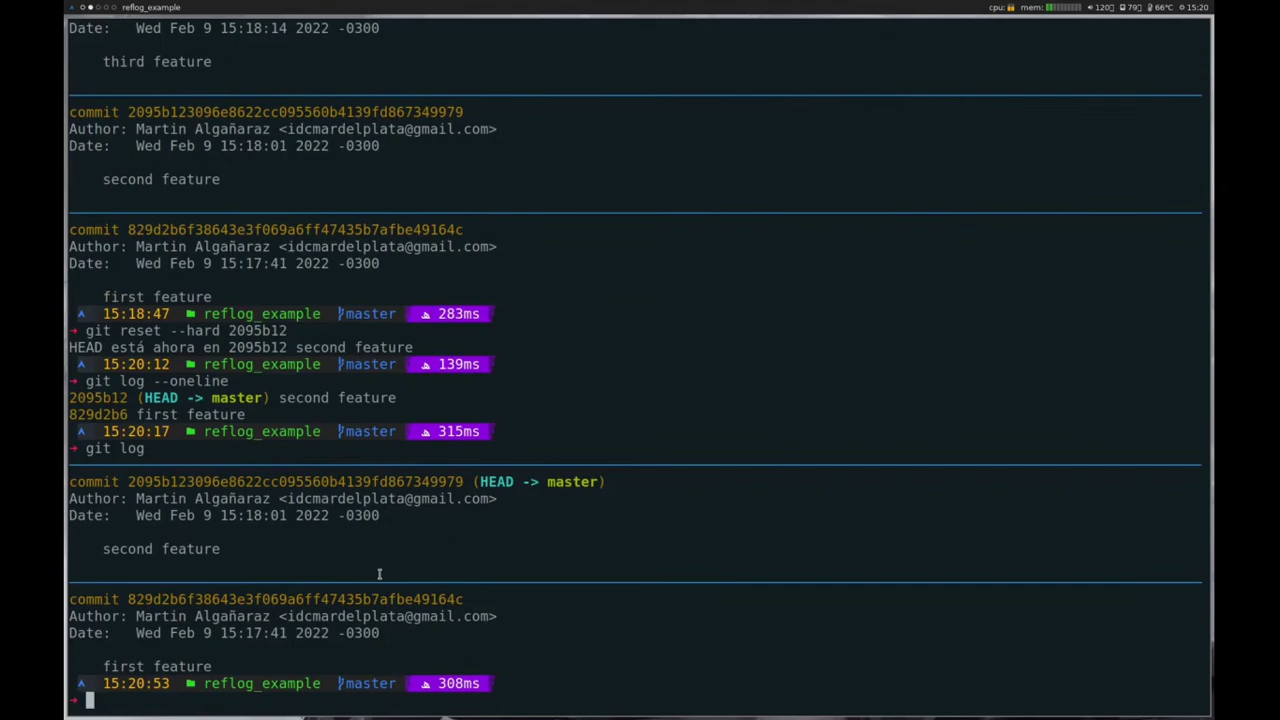 reflog_example cpu: mem: 120 79 66℃ 15:20
Date: Wed Feb 9 15:18:14 2022 -0300
third feature
commit 2095b123096e8622cc095560b4139fd867349979
Author: Martin Algañaraz <idcmardelplata@gmail.com>
Date: Wed Feb 9 15:18:01 2022 -0300
second feature
commit 829d2b6f38643e3f069a6ff47435b7afbe49164c
Author: Martin Algañaraz <idcmardelplata@gmail.com>
Date: Wed Feb 9 15:17:41 2022 -0300
first feature
15:18:47 reflog_example master 283ms
➜ git reset --hard 2095b12
HEAD está ahora en 2095b12 second feature
15:20:12 reflog_example master 139ms
➜ git log --oneline
2095b12 (HEAD -> master) second feature
829d2b6 first feature
15:20:17 reflog_example master 315ms
➜ git log
commit 2095b123096e8622cc095560b4139fd867349979 (HEAD -> master)
Author: Martin Algañaraz <idcmardelplata@gmail.com>
Date: Wed Feb 9 15:18:01 2022 -0300
second feature
commit 829d2b6f38643e3f069a6ff47435b7afbe49164c
Author: Martin Algañaraz <idcmardelplata@gmail.com>
Date: Wed Feb 9 15:17:41 2022 -0300
first feature
15:20:53 reflog_example master 308ms
➜